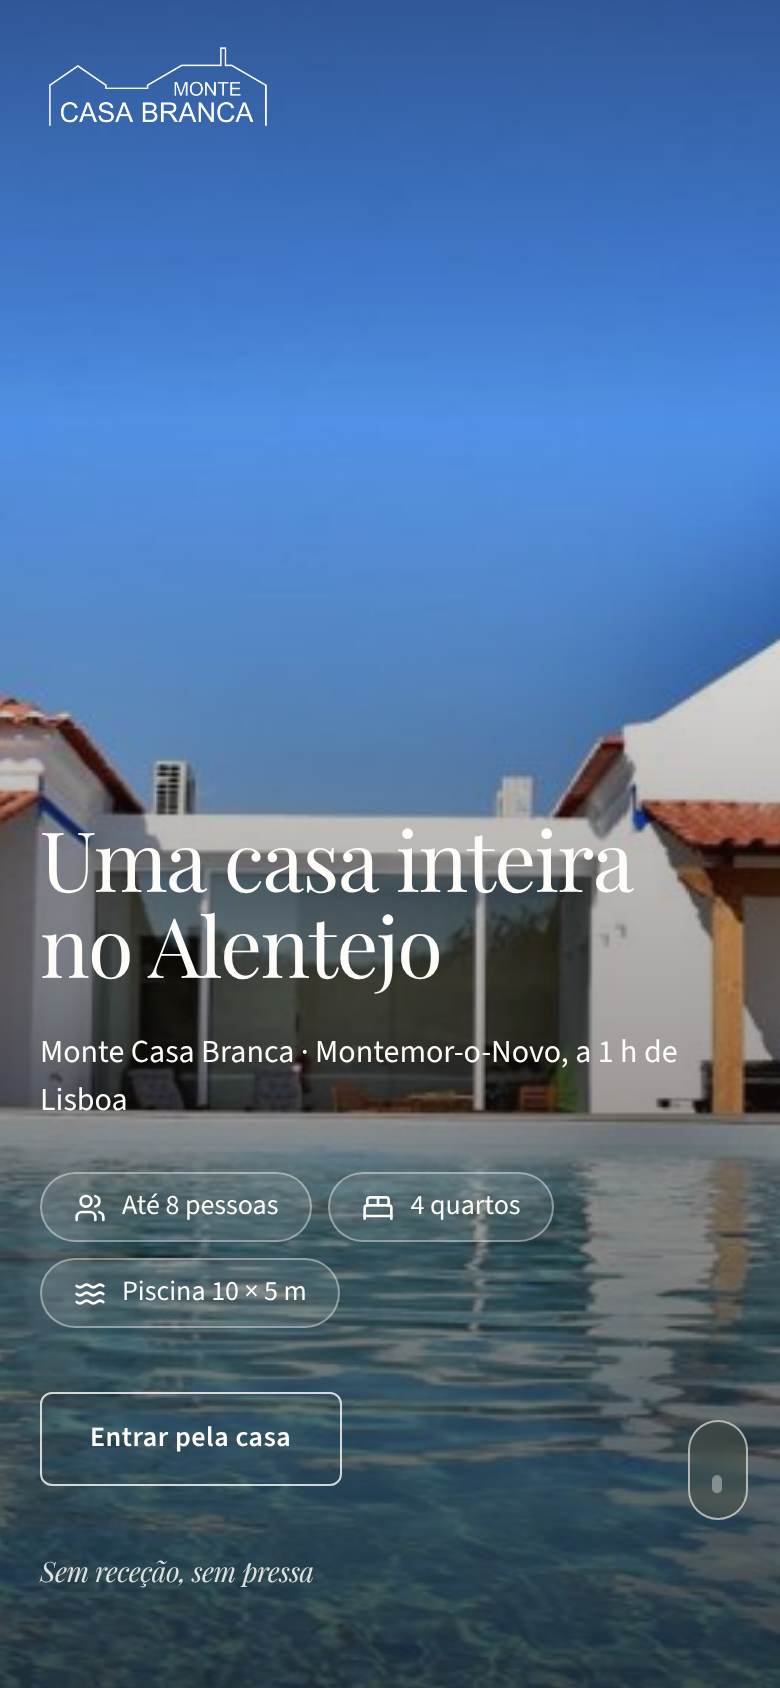 MONTE
CASA BRANCA
Uma casa inteira
no Alentejo
Monte Casa Branca · Montemor-o-Novo, a 1 h de
Lisboa
Até 8 pessoas
4 quartos
Piscina 10 × 5 m
Entrar pela casa
Sem receção, sem pressa